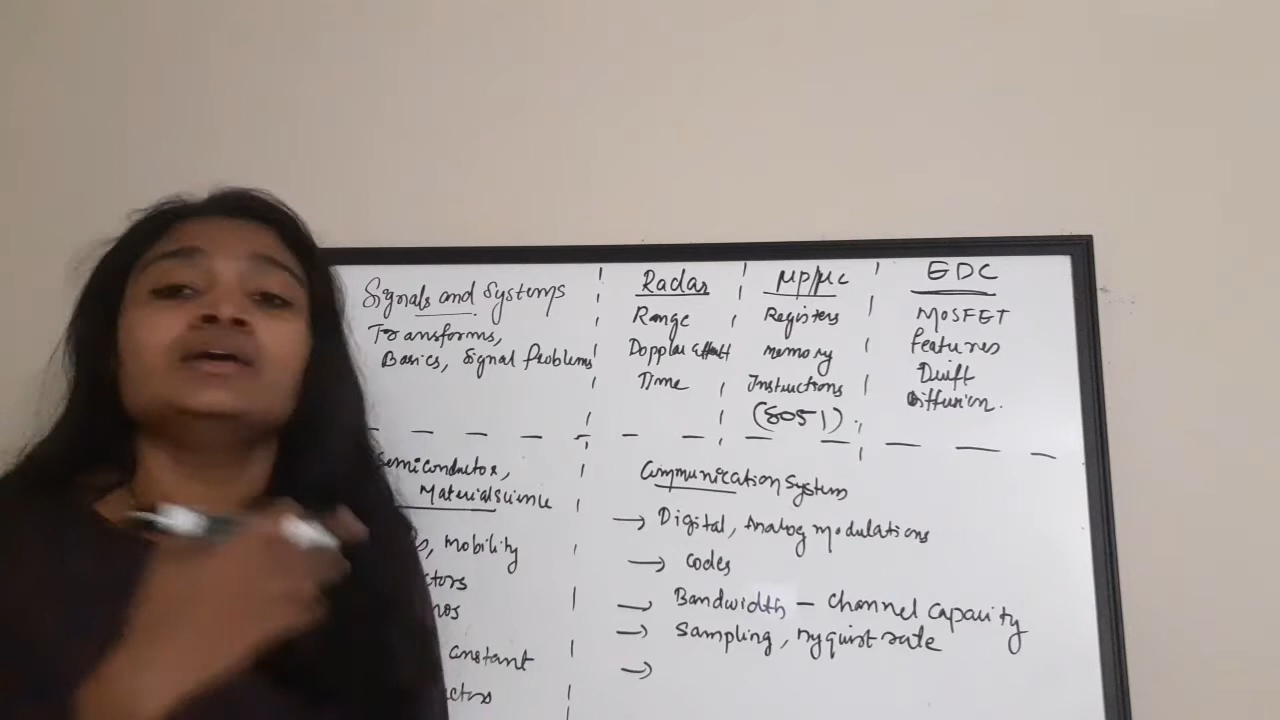 Signals and Systems
Transforms,
Basics, Signal Problems
Radar
Range
Doppler effect
Time
μP/μC
Registers
memory
Instructions
(8051)
EDC
MOSFET
features
Drift
Diffusion.
Semiconductor,
Material science
mobility
constant
Communication System
→ Digital, Analog modulations
→ codes
→ Bandwidth - Channel capacity
→ Sampling, nyquist rate
→